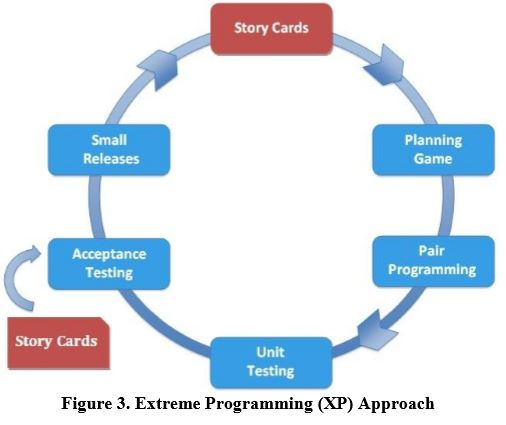 Story Cards
Planning
Game
Pair
Programming
Unit
Testing
Acceptance
Testing
Small
Releases
Story Cards
Figure 3. Extreme Programming (XP) Approach